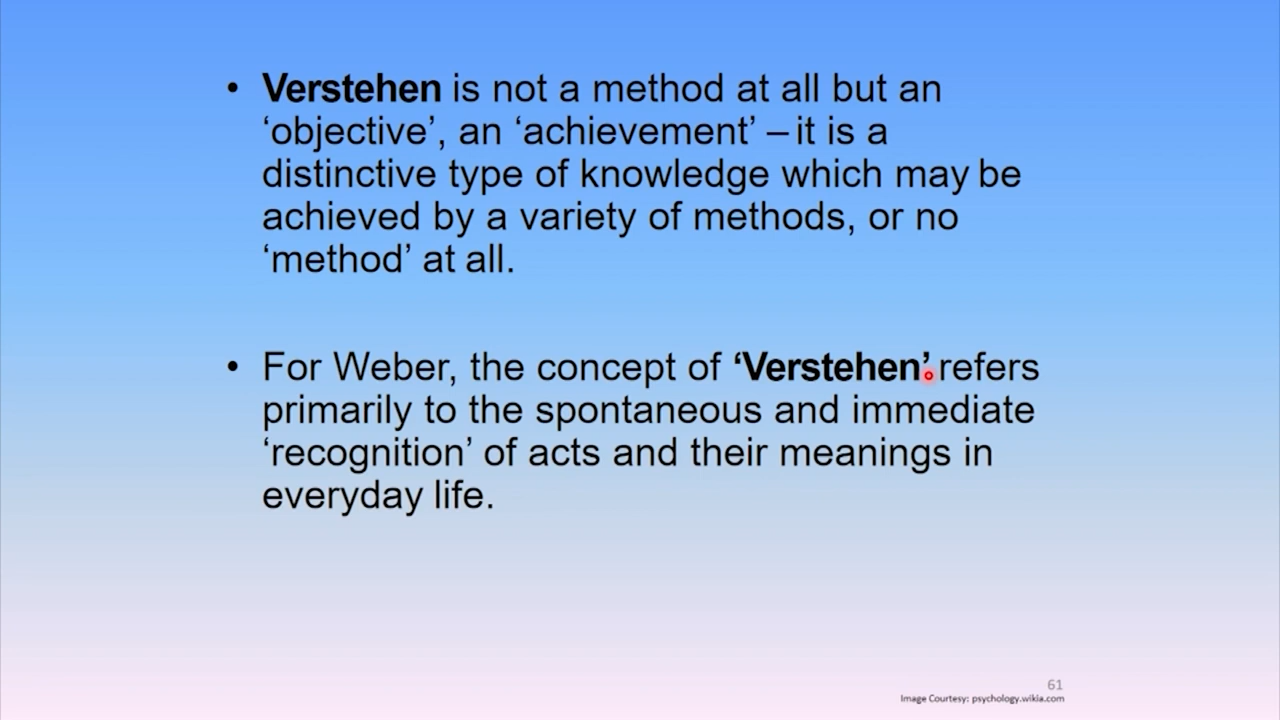 • Verstehen is not a method at all but an
‘objective’, an ‘achievement’ – it is a
distinctive type of knowledge which may be
achieved by a variety of methods, or no
‘method’ at all.
• For Weber, the concept of ‘Verstehen’ refers
primarily to the spontaneous and immediate
‘recognition’ of acts and their meanings in
everyday life.
61
Image Courtesy: psychology.wikia.com